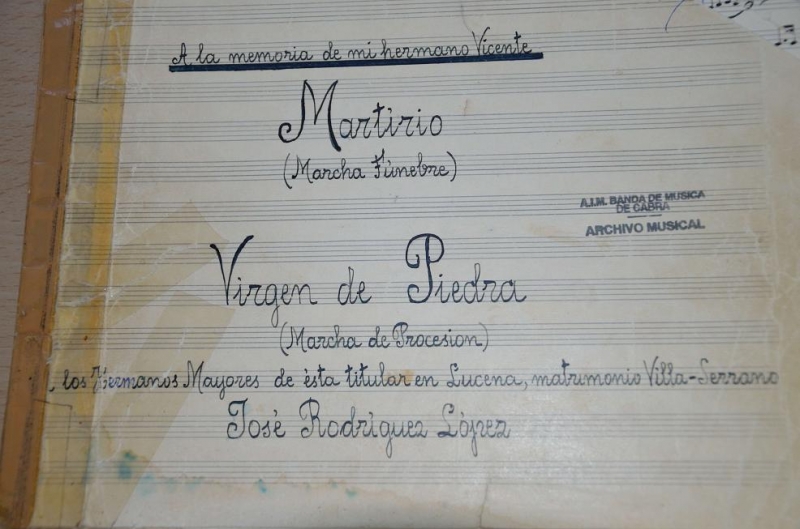 A la memoria de mi hermano Vicente
Martirio
(Marcha Fúnebre)
A.I.M. BANDA DE MUSICA
DE CABRA
ARCHIVO MUSICAL
Virgen de Piedra
(Marcha de Procesion)
los Hermanos Mayores de ésta titular en Lucena, matrimonio Villa-Serrano
José Rodríguez López